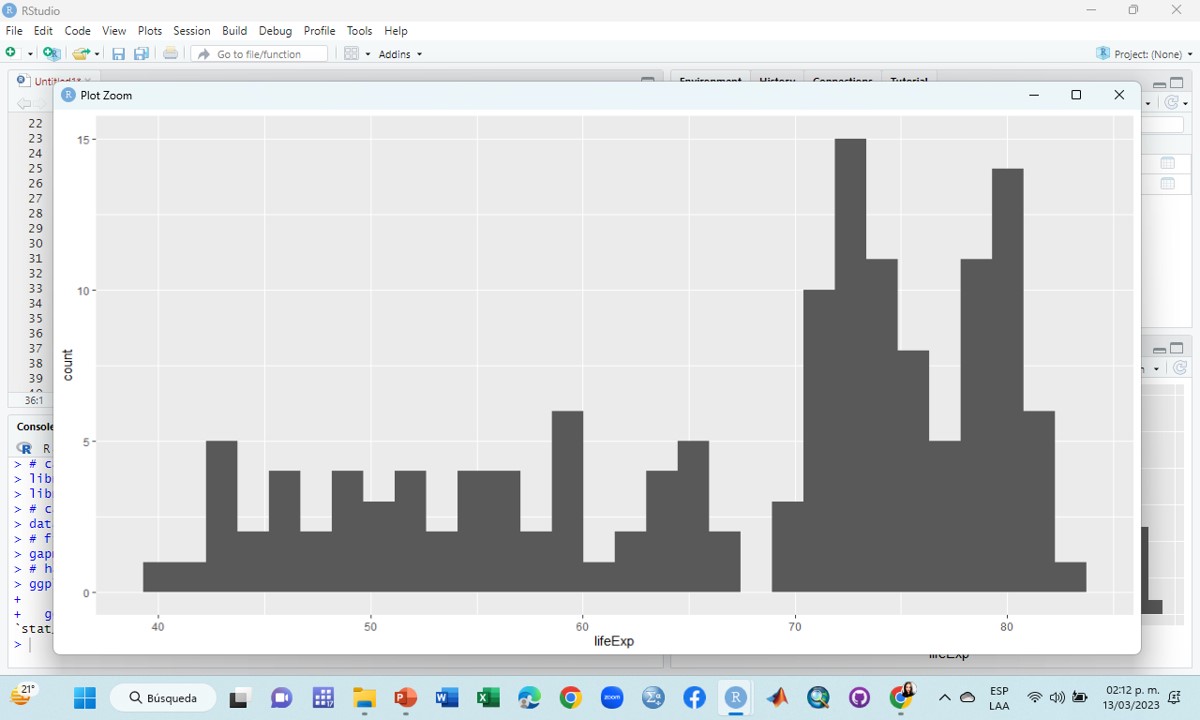 RStudio
File Edit Code View Plots Session Build Debug Profile Tools Help
Go to file/function Addins Project: (None)
Untitled1* Environment History Connections Tutorial
Plot Zoom
22
23
24
25
26
27
28
29
30
31
32
33
34
35
36
37
38
39
36:1
Console
R
> # c
> lib
> lib
> # c
> dat
> # f
> gap
> # h
> ggp
+
+ g
`stat
>
15
10
5
0
count
40 50 60 70 80
lifeExp
lifeExp
21°
Búsqueda
zoom
ESP
LAA
02:12 p. m.
13/03/2023